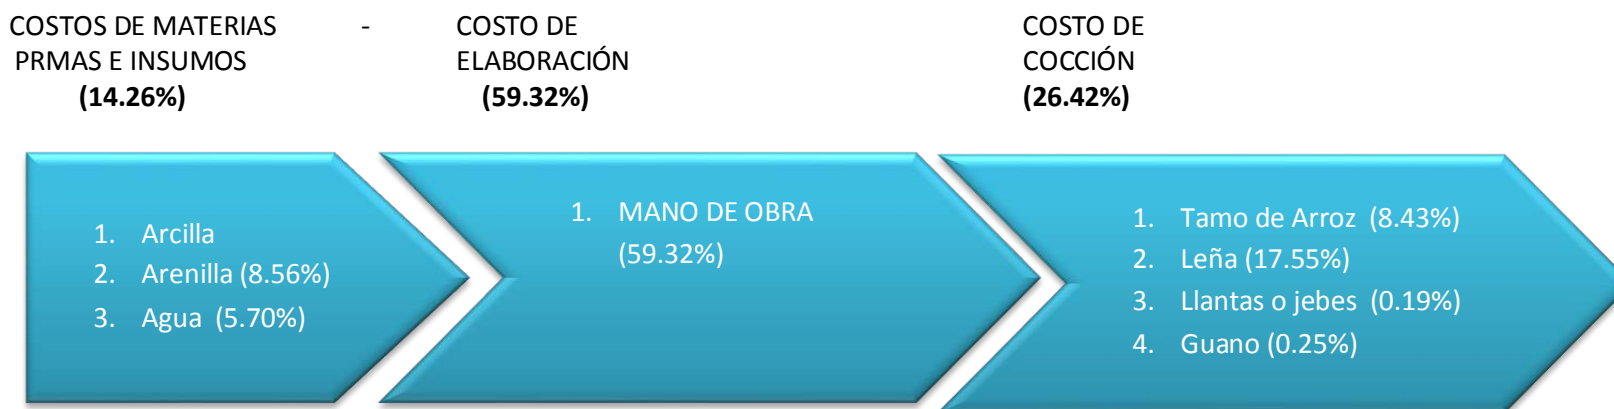 COSTOS DE MATERIAS -
PRMAS E INSUMOS
(14.26%)
COSTO DE
ELABORACIÓN
(59.32%)
COSTO DE
COCCIÓN
(26.42%)
1. Arcilla
2. Arenilla (8.56%)
3. Agua (5.70%)
1. MANO DE OBRA
(59.32%)
1. Tamo de Arroz (8.43%)
2. Leña (17.55%)
3. Llantas o jebes (0.19%)
4. Guano (0.25%)